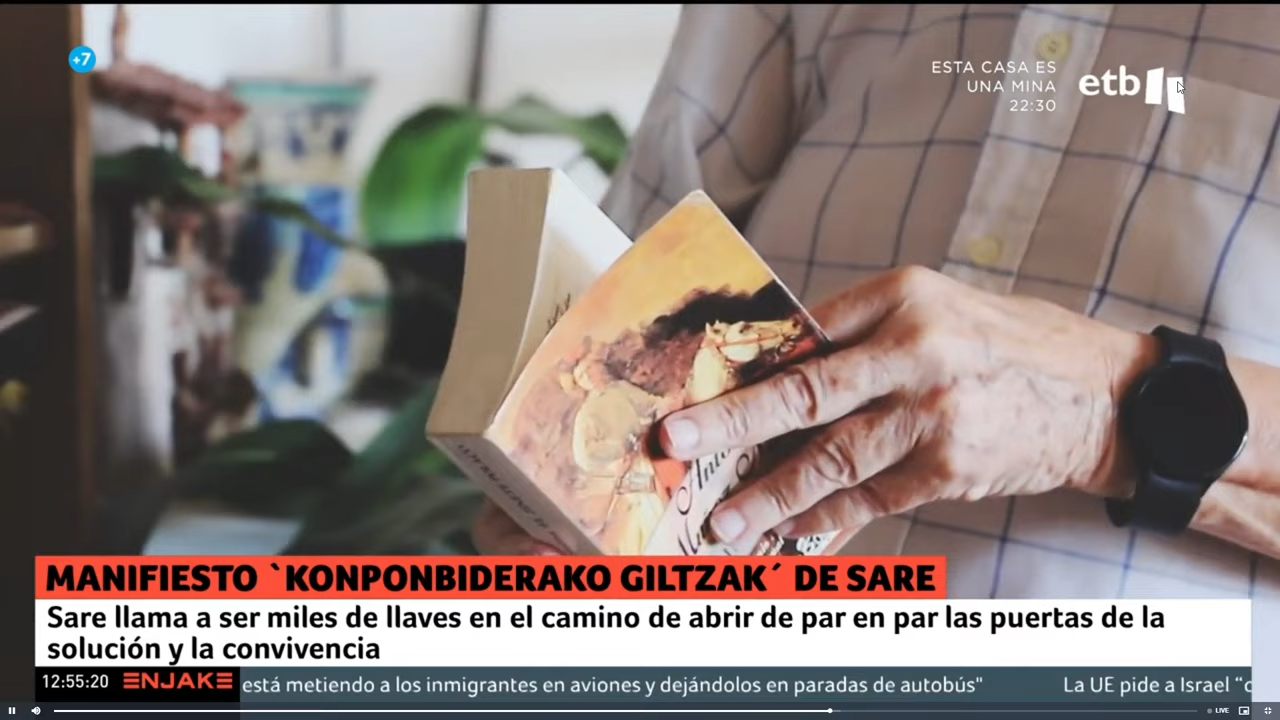 +7
ESTA CASA ES
UNA MINA
22:30
etb
MANIFIESTO `KONPONBIDERAKO GILTZAK´ DE SARE
Sare llama a ser miles de llaves en el camino de abrir de par en par las puertas de la
solución y la convivencia
12:55:20 ENJAKE está metiendo a los inmigrantes en aviones y dejándolos en paradas de autobús" La UE pide a Israel “
LIVE